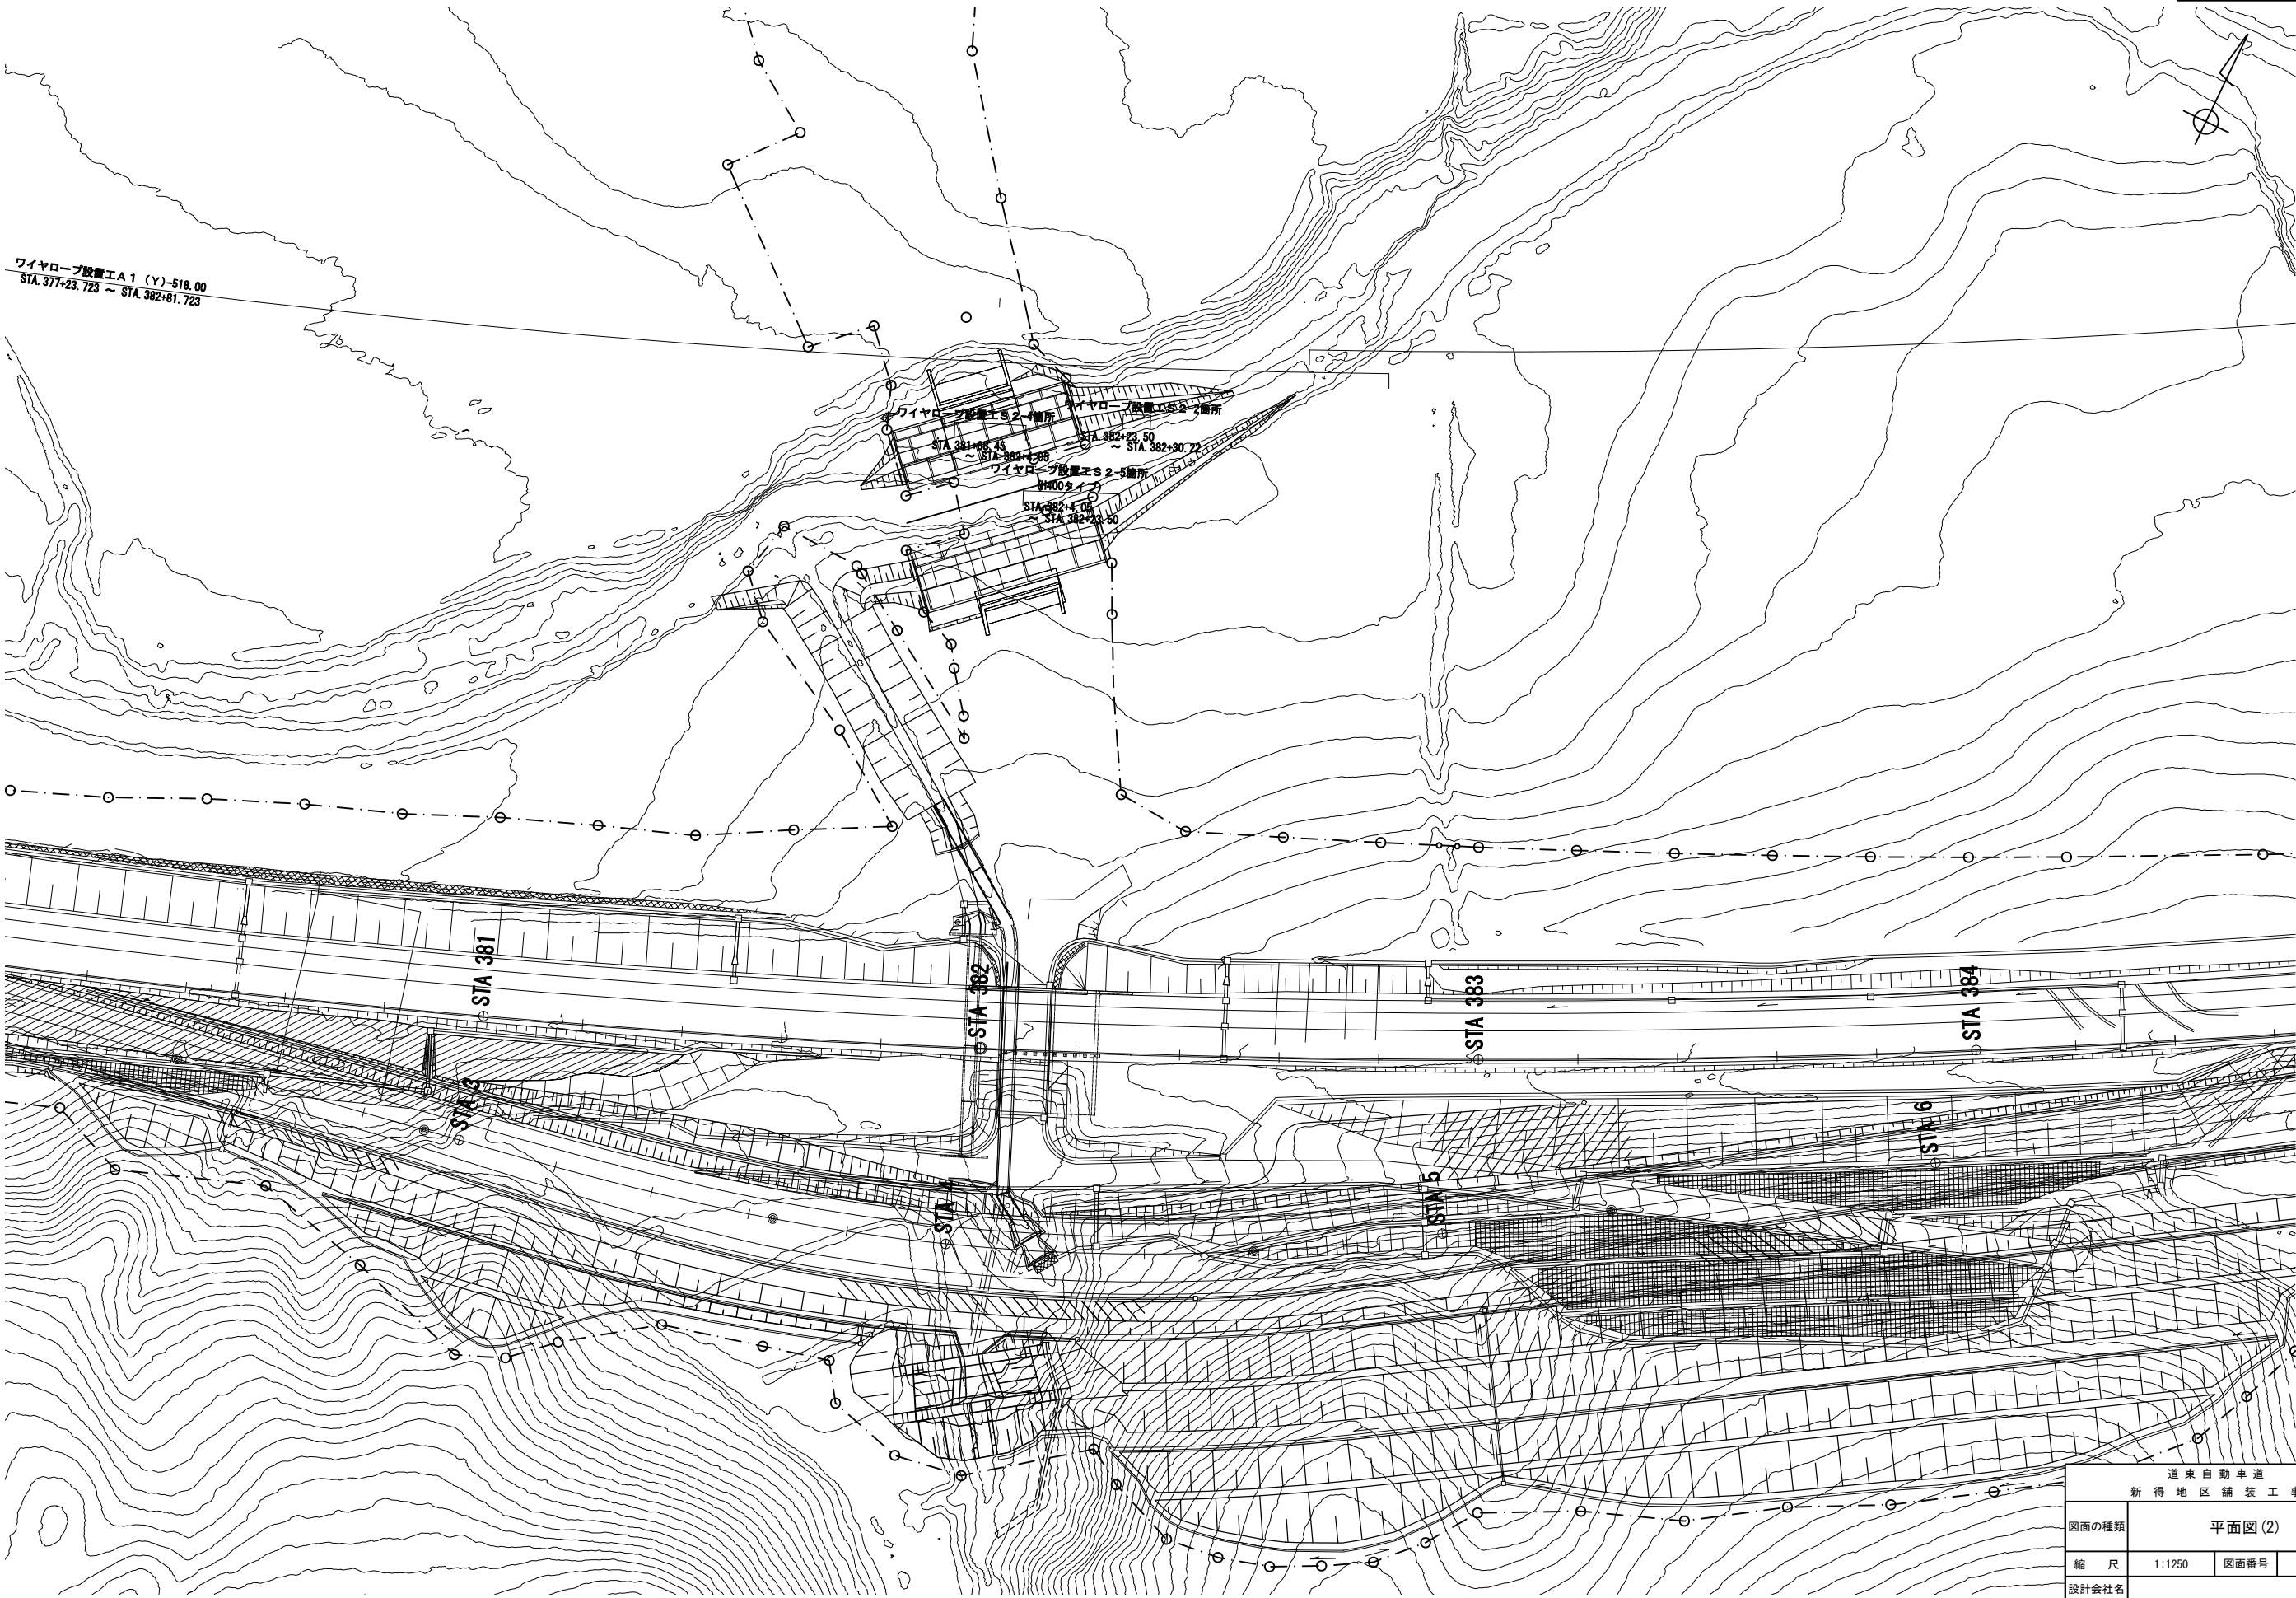 ワイヤロープ設置工A1 (Y)-518.00
STA.377+23.723 ～ STA.382+81.723
ワイヤロープ設置工S2-4箇所
ワイヤロープ設置工S2-2箇所
STA.382+23.50
～ STA.382+30.22
～ STA.382+4.05
ワイヤロープ設置工S2-5箇所
(H400タイプ)
STA.382+4.05
～ STA.382+23.50
STA 381
STA 382
STA 383
STA 384
STA 3
STA 4
STA 5
STA 6
道東自動車道
新得地区舗装工事
図面の種類
平面図(2)
縮 尺
1:1250
図面番号
設計会社名